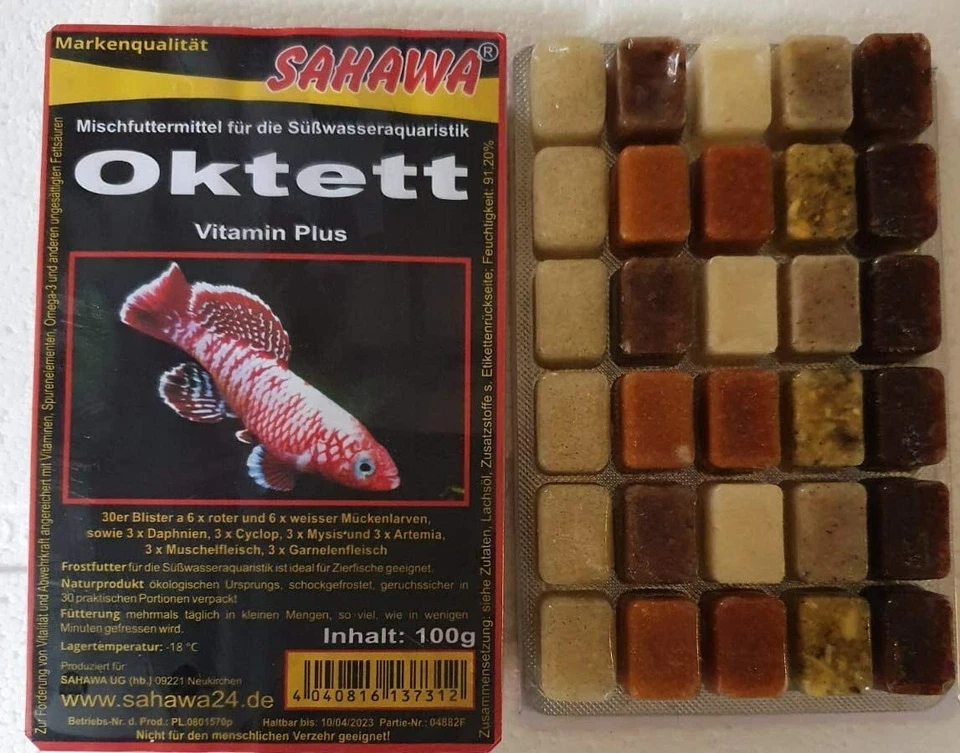 Markenqualität
SAHAWA®
Mischfuttermittel für die Süßwasseraquaristik
Oktett
Vitamin Plus
30er Blister a 6 x roter und 6 x weisser Mückenlarven,
sowie 3 x Daphnien, 3 x Cyclop, 3 x Mysis und 3 x Artemia,
3 x Muschelfleisch, 3 x Garnelenfleisch
Frostfutter für die Süßwasseraquaristik ist ideal für Zierfische geeignet.
Naturprodukt ökologischen Ursprungs, schockgefrostet, geruchssicher in
30 praktischen Portionen verpackt
Fütterung mehrmals täglich in kleinen Mengen, so viel, wie in wenigen
Minuten gefressen wird.
Inhalt: 100g
Lagertemperatur: -18 °C
Produziert für:
SAHAWA UG (hb.) 09221 Neukirchen
www.sahawa24.de
4 040816 137312
Betriebs-Nr. d. Prod.: PL 0801570p Haltbar bis: 10/04/2023 Partie-Nr.: 04882F
Nicht für den menschlichen Verzehr geeignet!
Zur Förderung von Vitalität und Abwehrkraft angereichert mit Vitaminen, Spurenelementen, Omega-3 und anderen ungesättigten Fettsäuren
Zusammensetzung: siehe Zutaten, Lachsöl, Zusatzstoffe s. Etikettenrückseite; Feuchtigkeit: 91,20%